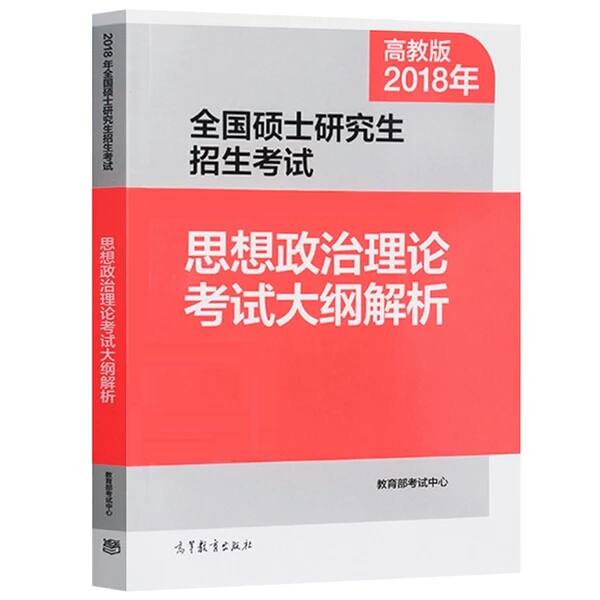 高教版
2018年
全国硕士研究生
招生考试
思想政治理论
考试大纲解析
教育部考试中心
高等教育出版社
2018年全国硕士研究生招生考试
思想政治理论考试大纲解析
教育部考试中心